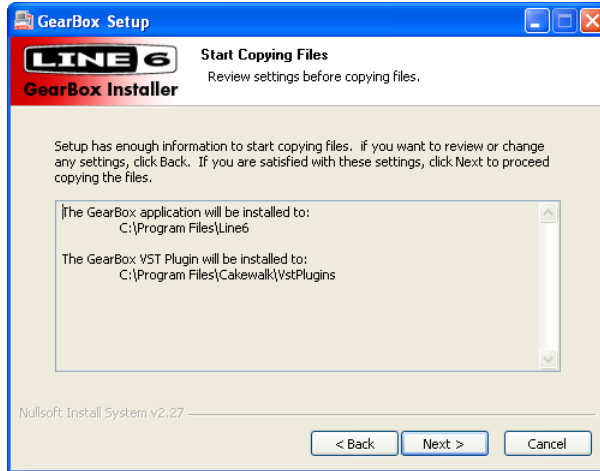 GearBox Setup
LINE 6
GearBox Installer
Start Copying Files
Review settings before copying files.
Setup has enough information to start copying files. if you want to review or change
any settings, click Back. If you are satisfied with these settings, click Next to proceed
copying the files.
The GearBox application will be installed to:
C:\Program Files\Line6
The GearBox VST Plugin will be installed to:
C:\Program Files\Cakewalk\VstPlugins
Nullsoft Install System v2.27
< Back
Next >
Cancel